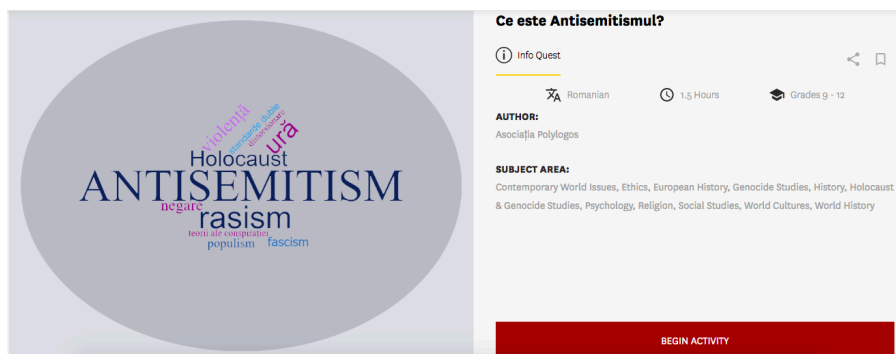 violență
standarde duble
distorsionare
ură
Holocaust
ANTISEMITISM
negare
rasism
teorii ale conspirației
populism
fascism
Ce este Antisemitismul?
Info Quest
Romanian
1.5 Hours
Grades 9 - 12
AUTHOR:
Asociația Polylogos
SUBJECT AREA:
Contemporary World Issues, Ethics, European History, Genocide Studies, History, Holocaust
& Genocide Studies, Psychology, Religion, Social Studies, World Cultures, World History
BEGIN ACTIVITY